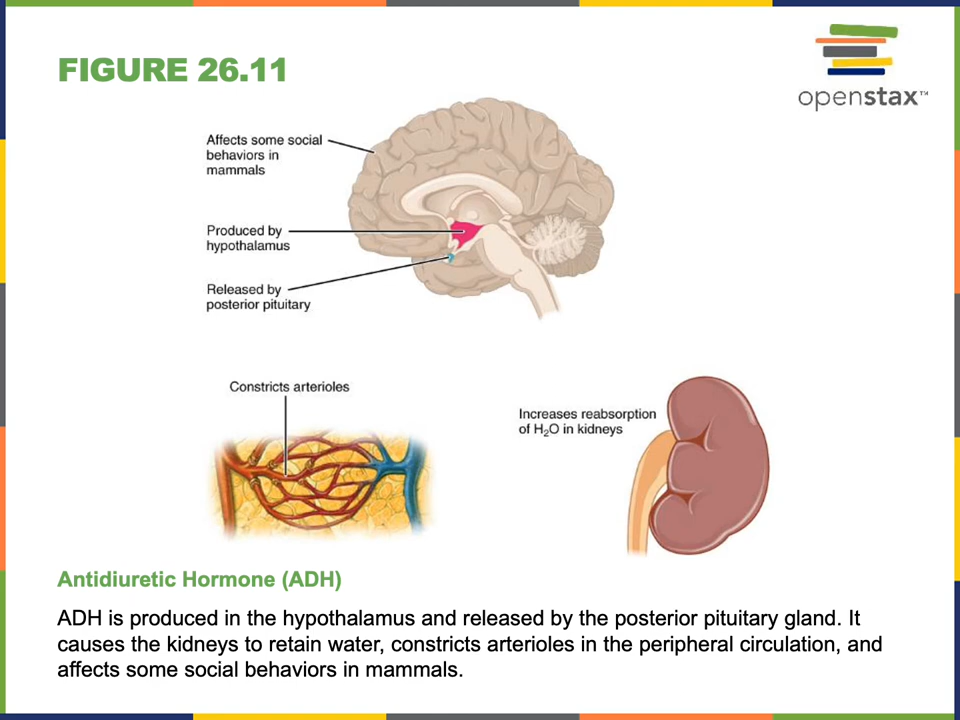 FIGURE 26.11
openstax™
Affects some social
behaviors in
mammals
Produced by
hypothalamus
Released by
posterior pituitary
Constricts arterioles
Increases reabsorption
of H₂O in kidneys
Antidiuretic Hormone (ADH)
ADH is produced in the hypothalamus and released by the posterior pituitary gland. It
causes the kidneys to retain water, constricts arterioles in the peripheral circulation, and
affects some social behaviors in mammals.